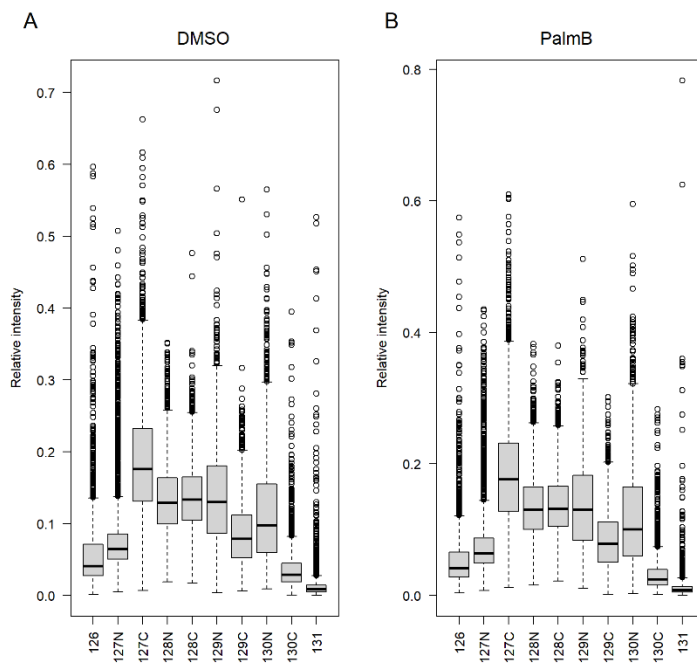 A
DMSO
Relative intensity
0.7
0.6
0.5
0.4
0.3
0.2
0.1
0.0
126
127N
127C
128N
128C
129N
129C
130N
130C
131
B
PalmB
Relative intensity
0.8
0.6
0.4
0.2
0.0
126
127N
127C
128N
128C
129N
129C
130N
130C
131